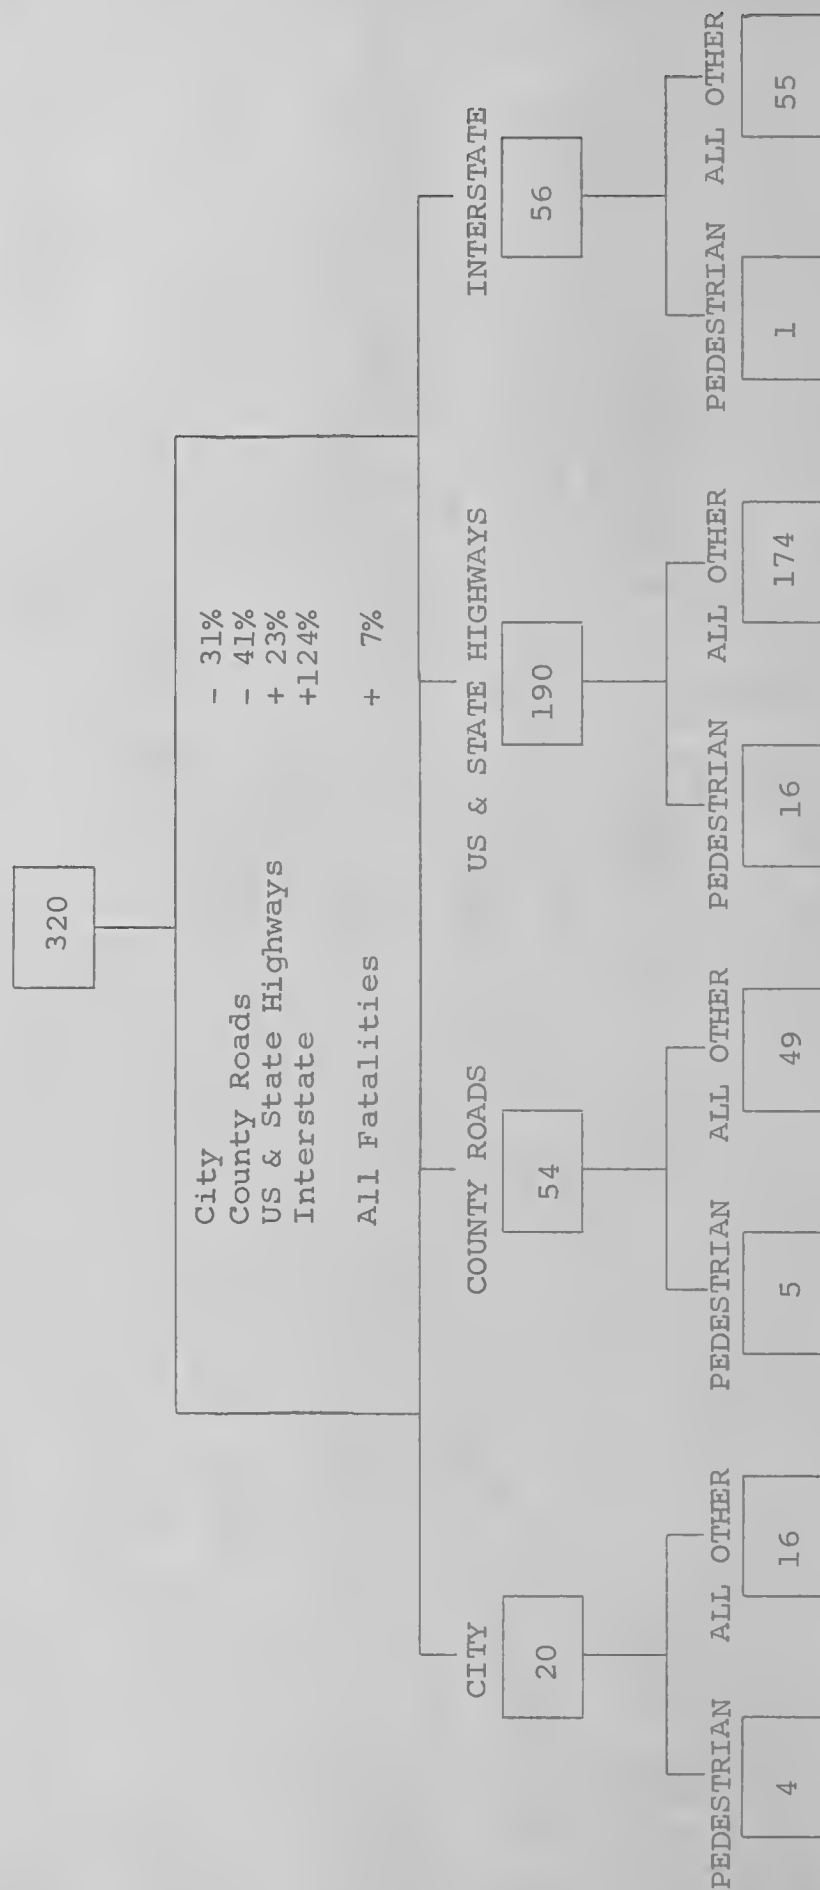 320
City - 31%
County Roads - 41%
US & State Highways + 23%
Interstate +124%
All Fatalities + 7%
CITY COUNTY ROADS US & STATE HIGHWAYS INTERSTATE
20 54 190 56
PEDESTRIAN ALL OTHER PEDESTRIAN ALL OTHER PEDESTRIAN ALL OTHER PEDESTRIAN ALL OTHER
4 16 5 49 16 174 1 55